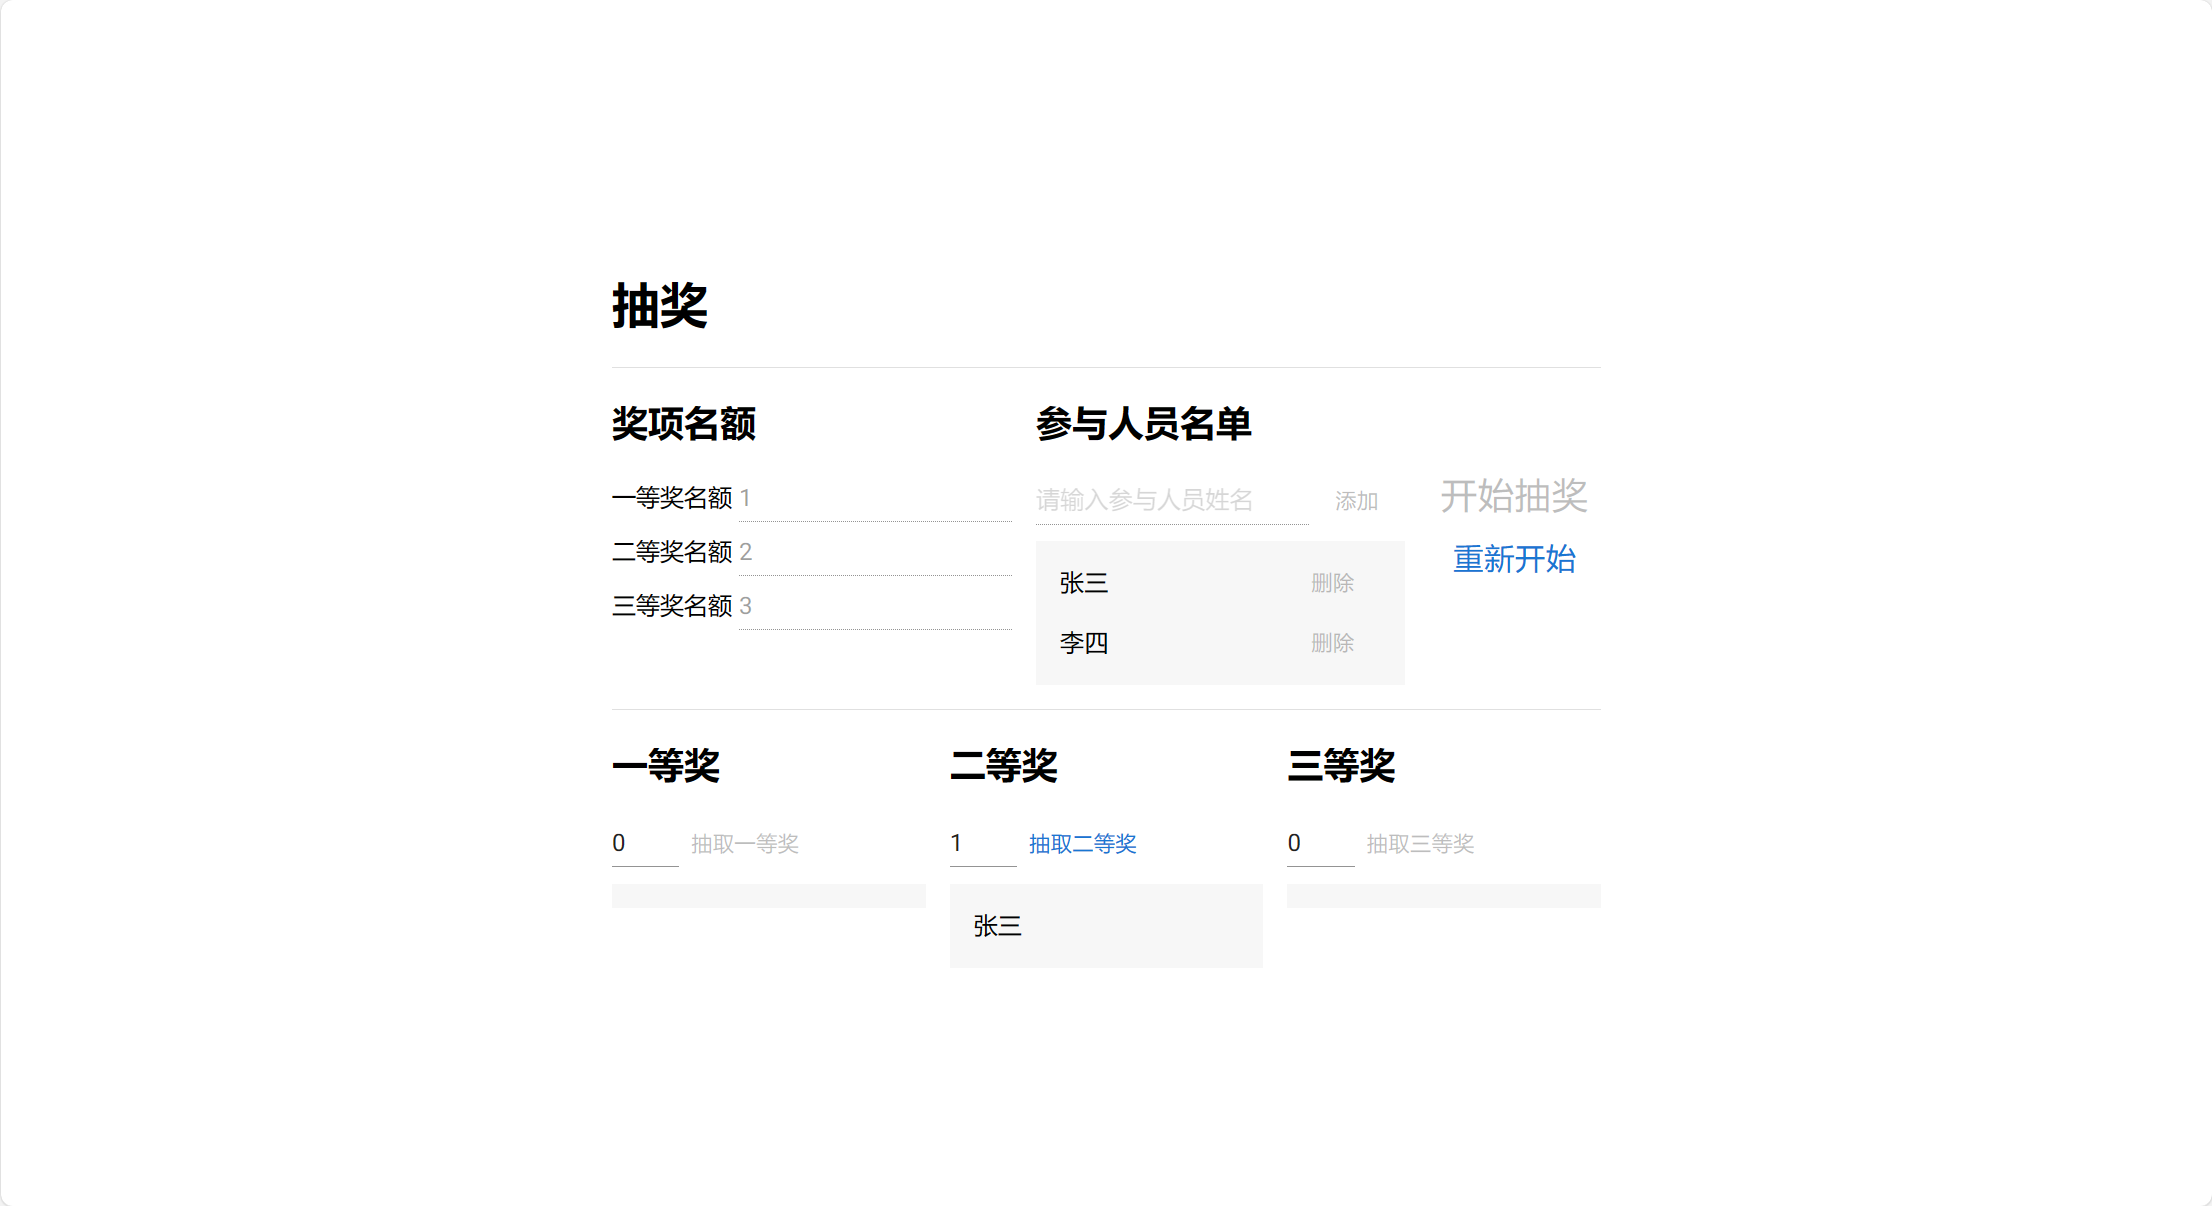 抽奖
奖项名额
一等奖名额 1
二等奖名额 2
三等奖名额 3
参与人员名单
请输入参与人员姓名 添加
张三 删除
李四 删除
开始抽奖
重新开始
一等奖
0 抽取一等奖
二等奖
1 抽取二等奖
张三
三等奖
0 抽取三等奖